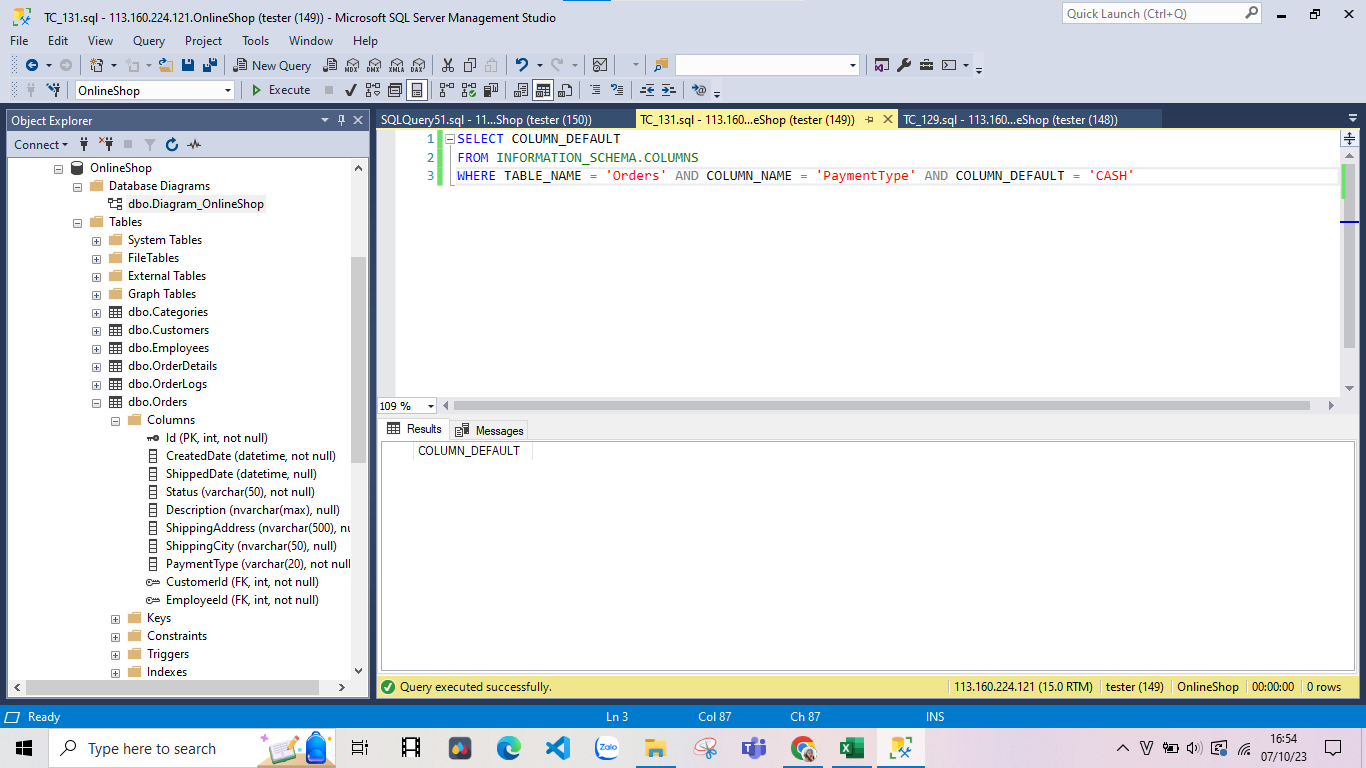 TC_131.sql - 113.160.224.121.OnlineShop (tester (149)) - Microsoft SQL Server Management Studio
Quick Launch (Ctrl+Q)
File Edit View Query Project Tools Window Help
New Query MDX DMX XMLA DAX
OnlineShop Execute
Object Explorer
SQLQuery51.sql - 11...Shop (tester (150)) TC_131.sql - 113.160...eShop (tester (149)) TC_129.sql - 113.160...eShop (tester (148))
Connect
OnlineShop
Database Diagrams
dbo.Diagram_OnlineShop
Tables
System Tables
FileTables
External Tables
Graph Tables
dbo.Categories
dbo.Customers
dbo.Employees
dbo.OrderDetails
dbo.OrderLogs
dbo.Orders
Columns
Id (PK, int, not null)
CreatedDate (datetime, not null)
ShippedDate (datetime, null)
Status (varchar(50), not null)
Description (nvarchar(max), null)
ShippingAddress (nvarchar(500), nu
ShippingCity (nvarchar(50), null)
PaymentType (varchar(20), not null
CustomerId (FK, int, not null)
EmployeeId (FK, int, not null)
Keys
Constraints
Triggers
Indexes
1 SELECT COLUMN_DEFAULT
2 FROM INFORMATION_SCHEMA.COLUMNS
3 WHERE TABLE_NAME = 'Orders' AND COLUMN_NAME = 'PaymentType' AND COLUMN_DEFAULT = 'CASH'
109 %
Results Messages
COLUMN_DEFAULT
Query executed successfully. 113.160.224.121 (15.0 RTM) tester (149) OnlineShop 00:00:00 0 rows
Ready Ln 3 Col 87 Ch 87 INS
Type here to search
Zalo
16:54
07/10/23